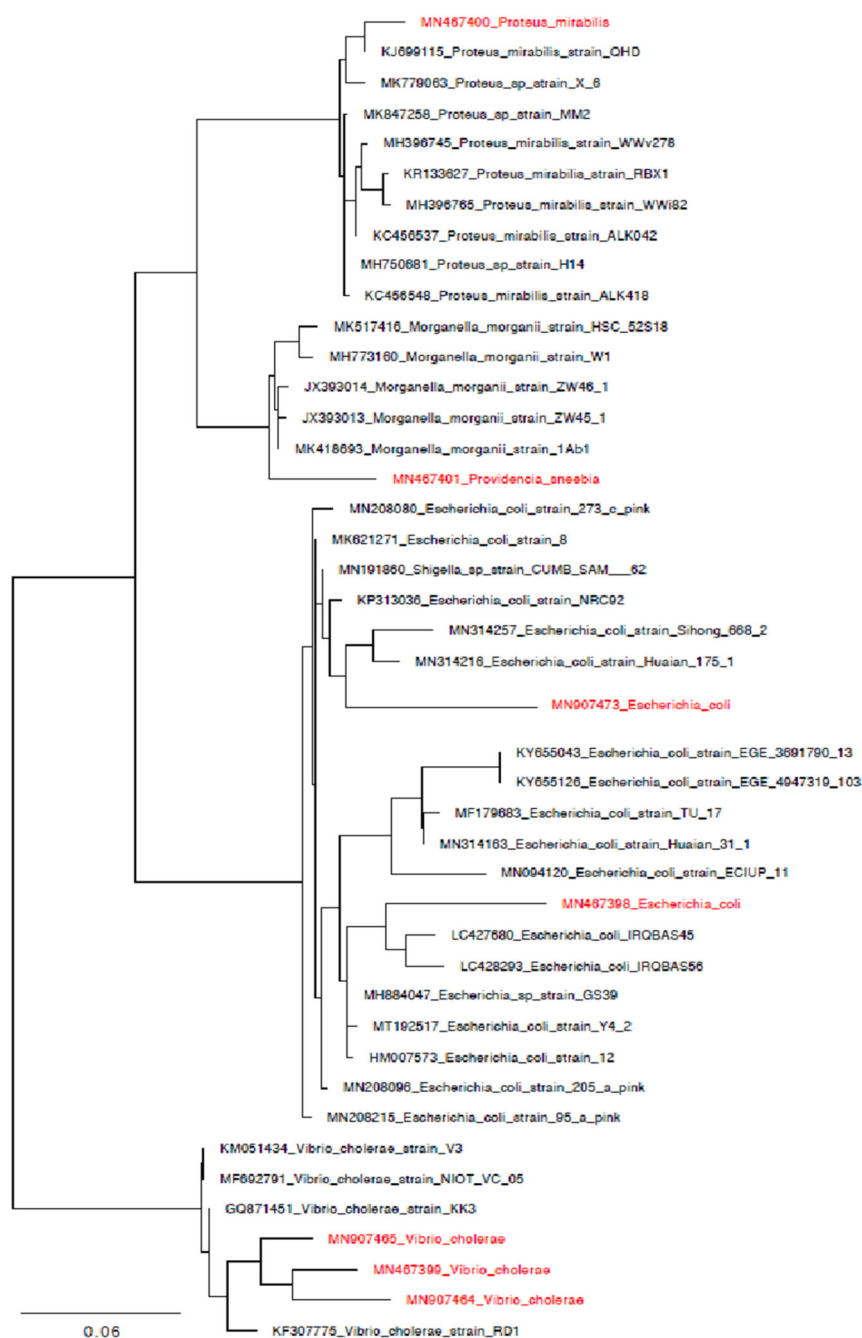 MN467400_Proteus_mirabilis
KJ699115_Proteus_mirabilis_strain_QHD
MK779063_Proteus_sp_strain_X_6
MK847258_Proteus_sp_strain_MM2
MH396745_Proteus_mirabilis_strain_WWv278
KR133627_Proteus_mirabilis_strain_RBX1
MH396765_Proteus_mirabilis_strain_WWi82
KC456537_Proteus_mirabilis_strain_ALK042
MH750681_Proteus_sp_strain_H14
KC456548_Proteus_mirabilis_strain_ALK418
MK517416_Morganella_morganii_strain_HSC_52S18
MH773160_Morganella_morganii_strain_W1
JX393014_Morganella_morganii_strain_ZW46_1
JX393013_Morganella_morganii_strain_ZW45_1
MK418693_Morganella_morganii_strain_1Ab1
MN467401_Providencia_sneebia
MN208080_Escherichia_coli_strain_273_c_pink
MK621271_Escherichia_coli_strain_8
MN191860_Shigella_sp_strain_CUMB_SAM___62
KP313036_Escherichia_coli_strain_NRC92
MN314257_Escherichia_coli_strain_Sihong_668_2
MN314216_Escherichia_coli_strain_Huaian_175_1
MN907473_Escherichia_coli
KY655043_Escherichia_coli_strain_EGE_3691790_13
KY655126_Escherichia_coli_strain_EGE_4947319_103
MF179683_Escherichia_coli_strain_TU_17
MN314163_Escherichia_coli_strain_Huaian_31_1
MN094120_Escherichia_coli_strain_ECIUP_11
MN467398_Escherichia_coli
LC427680_Escherichia_coli_IRQBAS45
LC428293_Escherichia_coli_IRQBAS56
MH884047_Escherichia_sp_strain_GS39
MT192517_Escherichia_coli_strain_Y4_2
HM007573_Escherichia_coli_strain_12
MN208096_Escherichia_coli_strain_205_a_pink
MN208215_Escherichia_coli_strain_95_a_pink
KM051434_Vibrio_cholerae_strain_V3
MF692791_Vibrio_cholerae_strain_NIOT_VC_05
GQ871451_Vibrio_cholerae_strain_KK3
MN907465_Vibrio_cholerae
MN467399_Vibrio_cholerae
MN907464_Vibrio_cholerae
KF307775_Vibrio_cholerae_strain_RD1
0.06